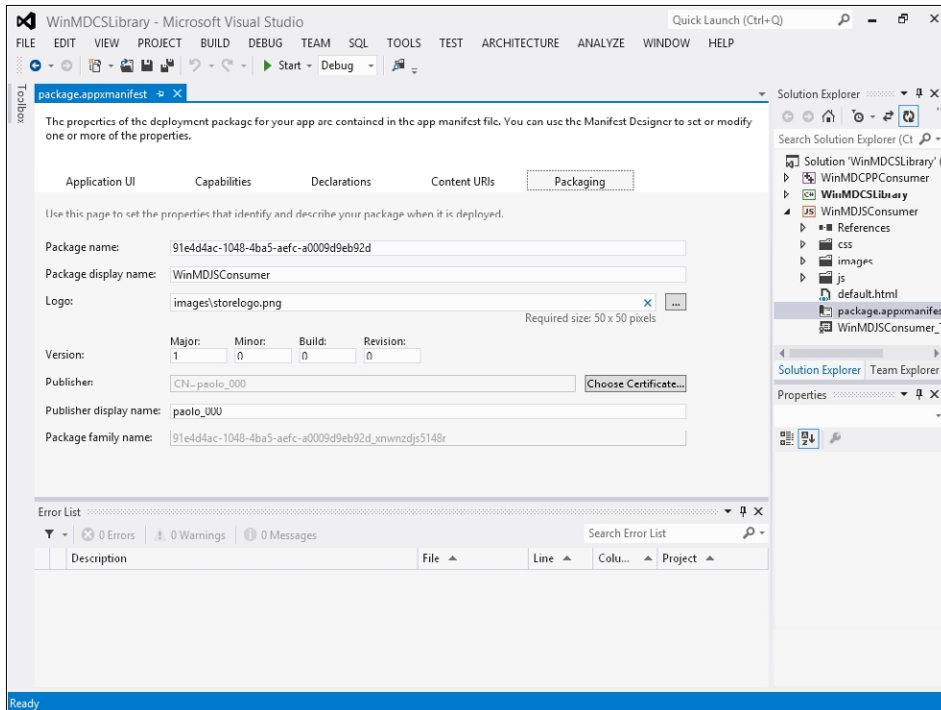 WinMDCSLibrary - Microsoft Visual Studio
Quick Launch (Ctrl+Q)
FILE EDIT VIEW PROJECT BUILD DEBUG TEAM SQL TOOLS TEST ARCHITECTURE ANALYZE WINDOW HELP
Start Debug
Toolbox
package.appxmanifest
The properties of the deployment package for your app are contained in the app manifest file. You can use the Manifest Designer to set or modify
one or more of the properties.
Application UI Capabilities Declarations Content URIs Packaging
Use this page to set the properties that identify and describe your package when it is deployed.
Package name: 91e4d4ac-1048-4ba5-aefc-a0009d9eb92d
Package display name: WinMDJSConsumer
Logo: images\storelogo.png ...
Required size: 50 x 50 pixels
Major: Minor: Build: Revision:
Version: 1 0 0 0
Publisher: CN=paolo_000 Choose Certificate...
Publisher display name: paolo_000
Package family name: 91e4d4ac-1048-4ba5-aefc-a0009d9eb92d_xnwnzdjs5148r
Error List
0 Errors 0 Warnings 0 Messages
Search Error List
Description File Line Colu... Project
Solution Explorer
Search Solution Explorer (Ct
Solution 'WinMDCSLibrary' (
WinMDCPPConsumer
C# WinMDCSLibrary
JS WinMDJSConsumer
References
css
images
js
default.html
package.appxmanifes
WinMDJSConsumer_T
Solution Explorer Team Explorer
Properties
Ready